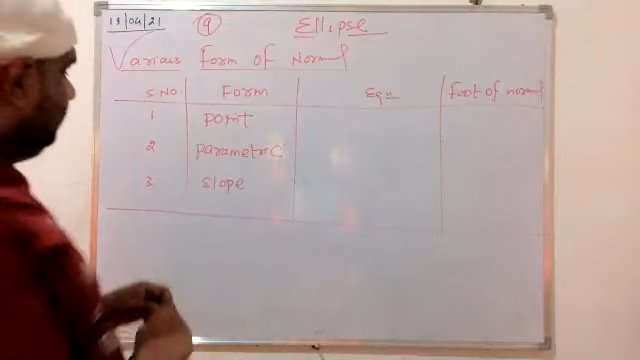 13/04/21 9 Ellipse
Various Form of Normal
S.NO. Form Eqn foot of normal
1 point
2 parametric
3. slope